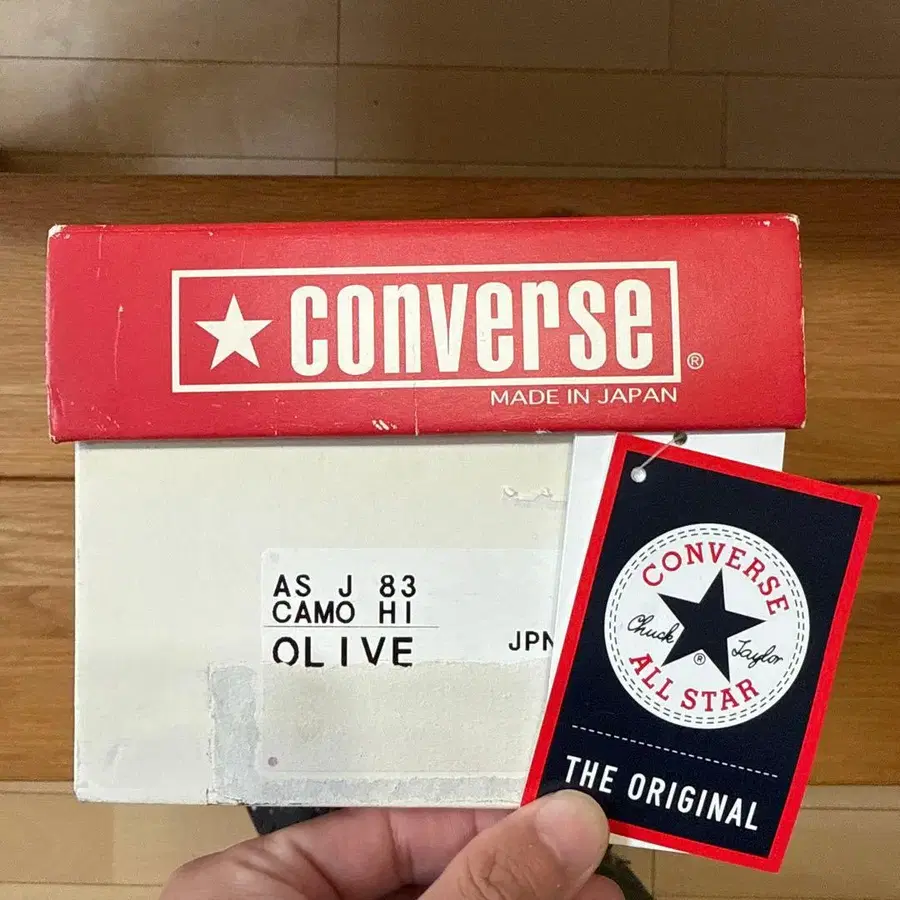 converse®
MADE IN JAPAN
AS J 83
CAMO HI
OLIVE JPN
CONVERSE
Chuck Taylor
®
ALL STAR
THE ORIGINAL